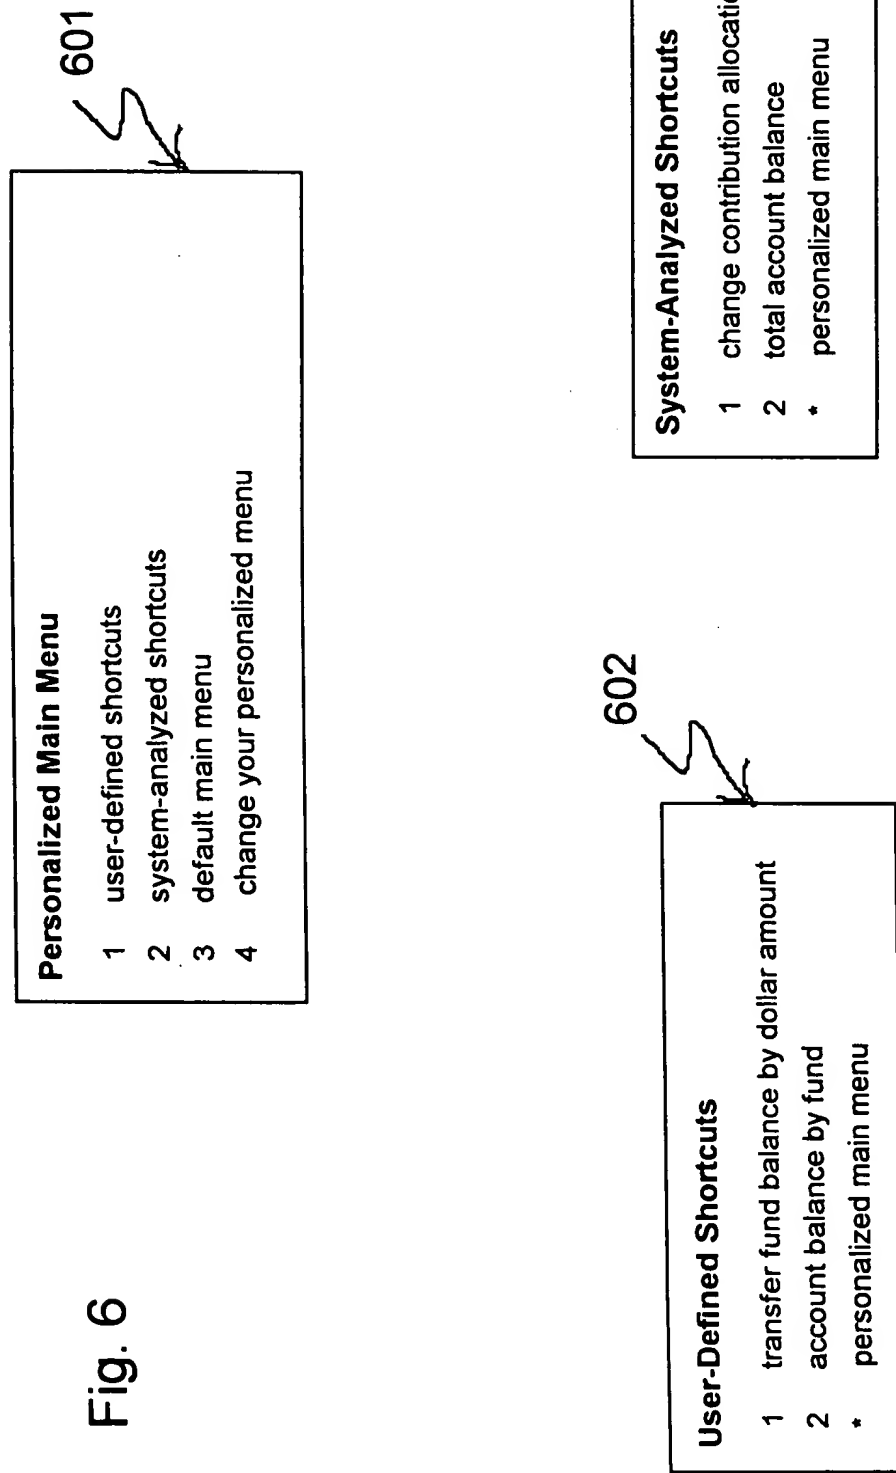 Fig. 6
601
Personalized Main Menu
1 user-defined shortcuts
2 system-analyzed shortcuts
3 default main menu
4 change your personalized menu
602
User-Defined Shortcuts
1 transfer fund balance by dollar amount
2 account balance by fund
* personalized main menu
System-Analyzed Shortcuts
1 change contribution
2 total account balance
* personalized main menu